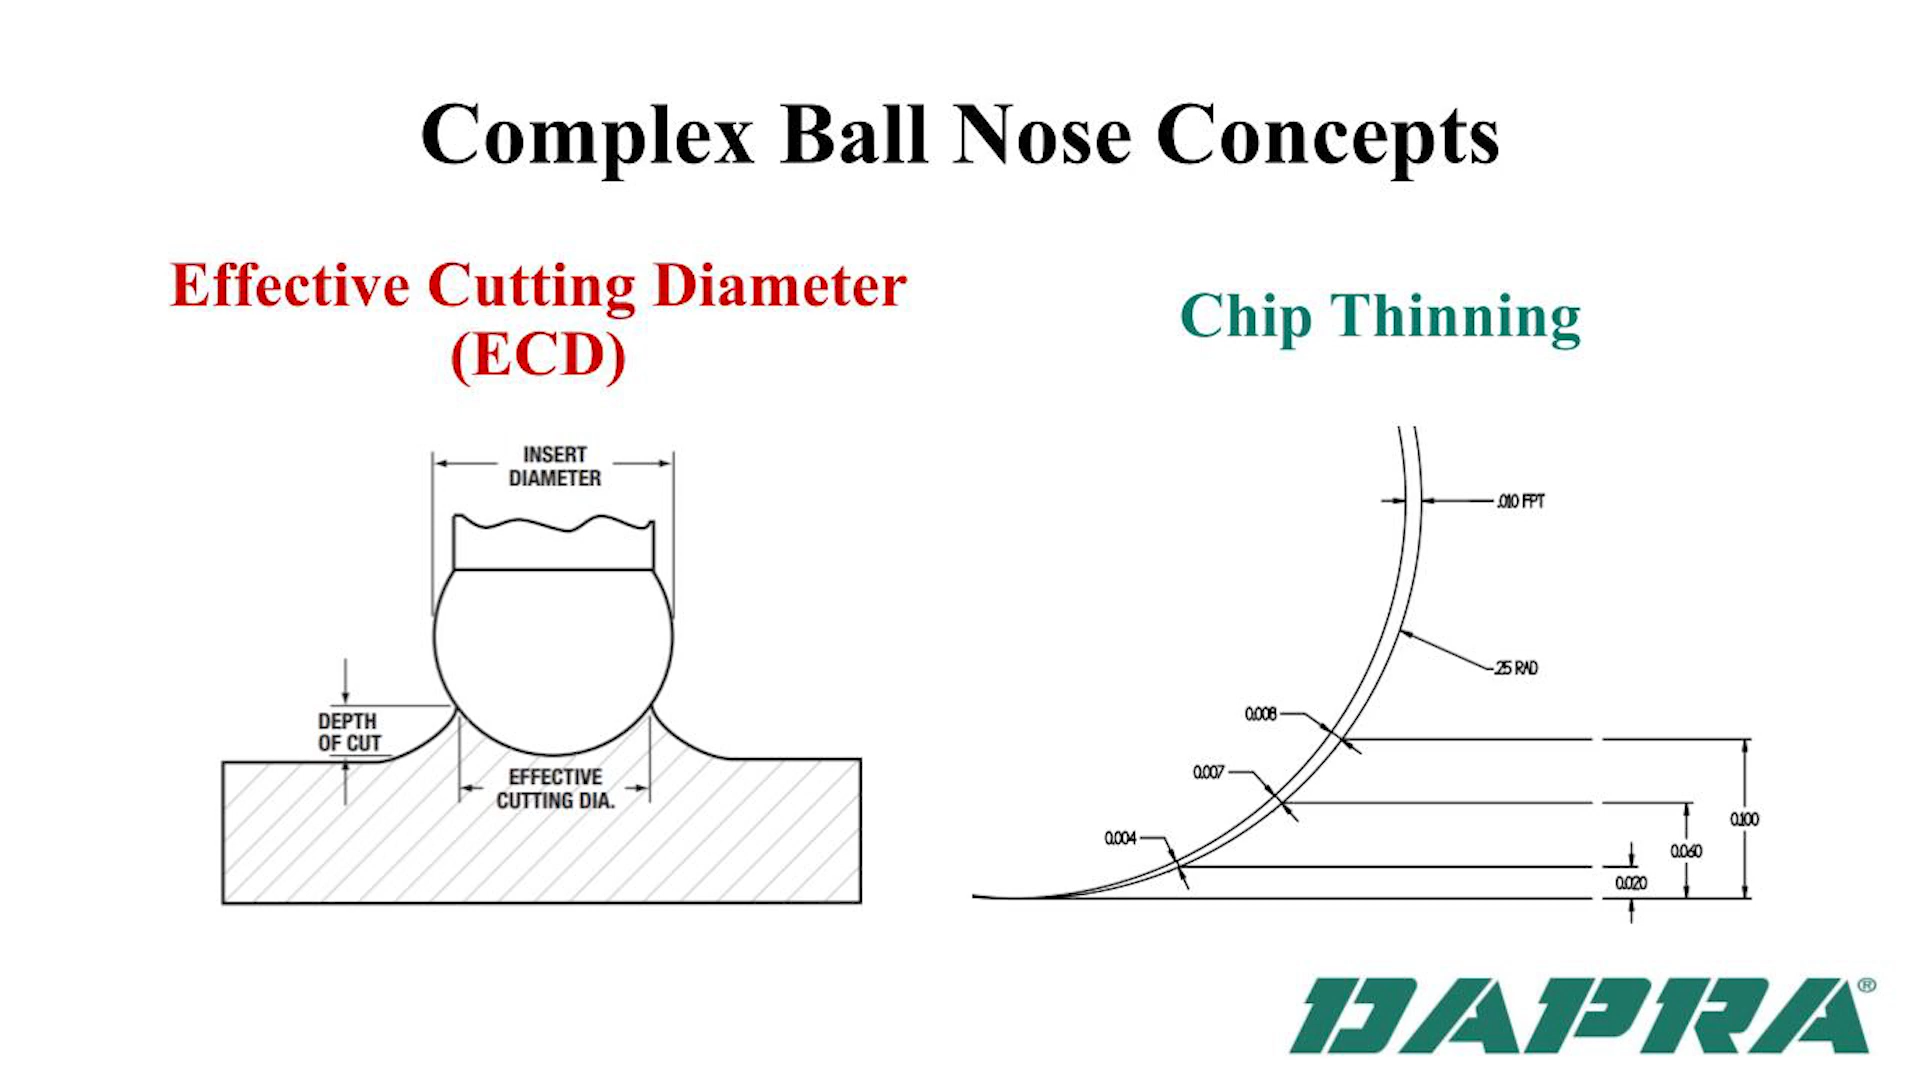 Complex Ball Nose Concepts
Effective Cutting Diameter
(ECD)
INSERT
DIAMETER
DEPTH
OF CUT
EFFECTIVE
CUTTING DIA.
Chip Thinning
.010 FPT
.25 RAD
0.008
0.007
0.004
0.100
0.060
0.020
DAPRA®